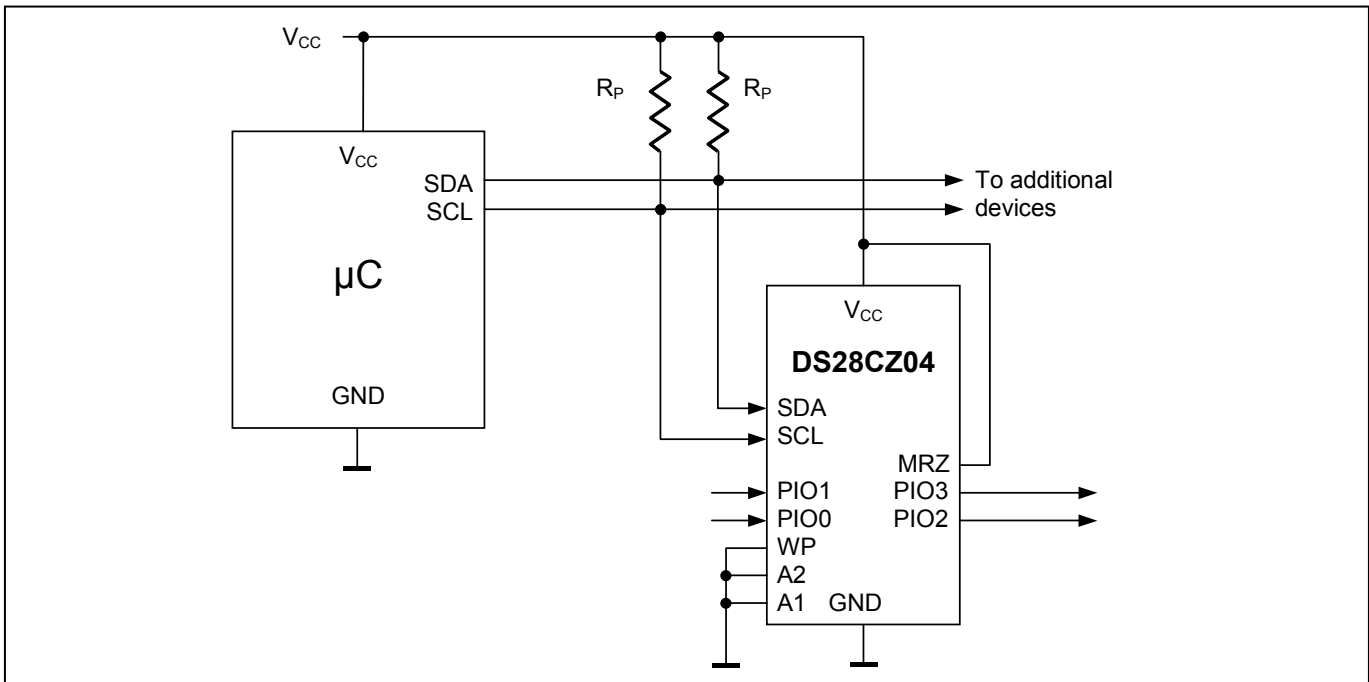 VCC
RP RP
VCC
SDA
SCL
To additional
devices
µC
GND
VCC
DS28CZ04
SDA
SCL
MRZ
PIO1 PIO3
PIO0 PIO2
WP
A2
A1 GND